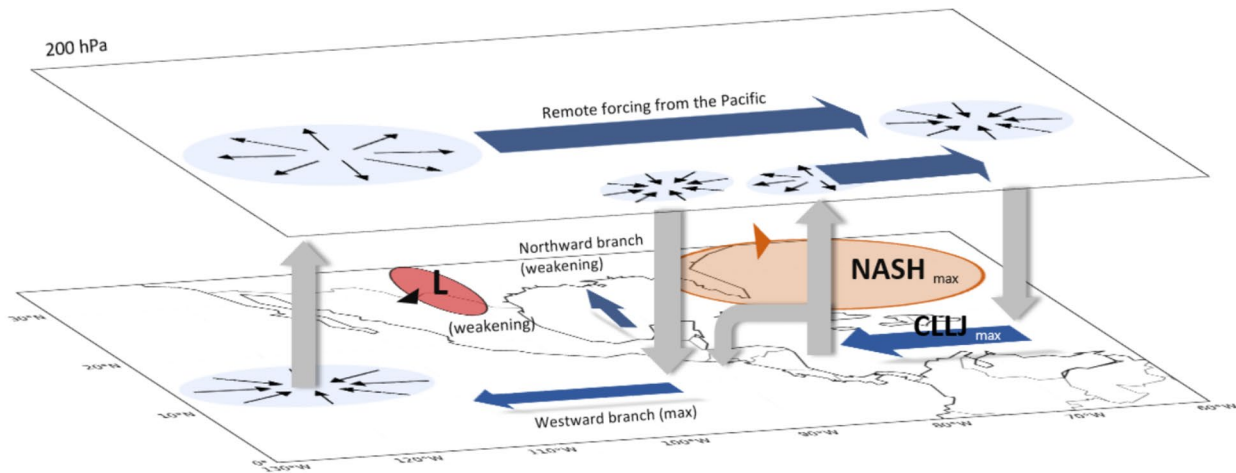 200 hPa
Remote forcing from the Pacific
Northward branch
(weakening)
L
(weakening)
NASH max
CLLJ max
Westward branch (max)
30°N
20°N
10°N
0°
130°W
120°W
110°W
100°W
90°W
80°W
70°W
60°W